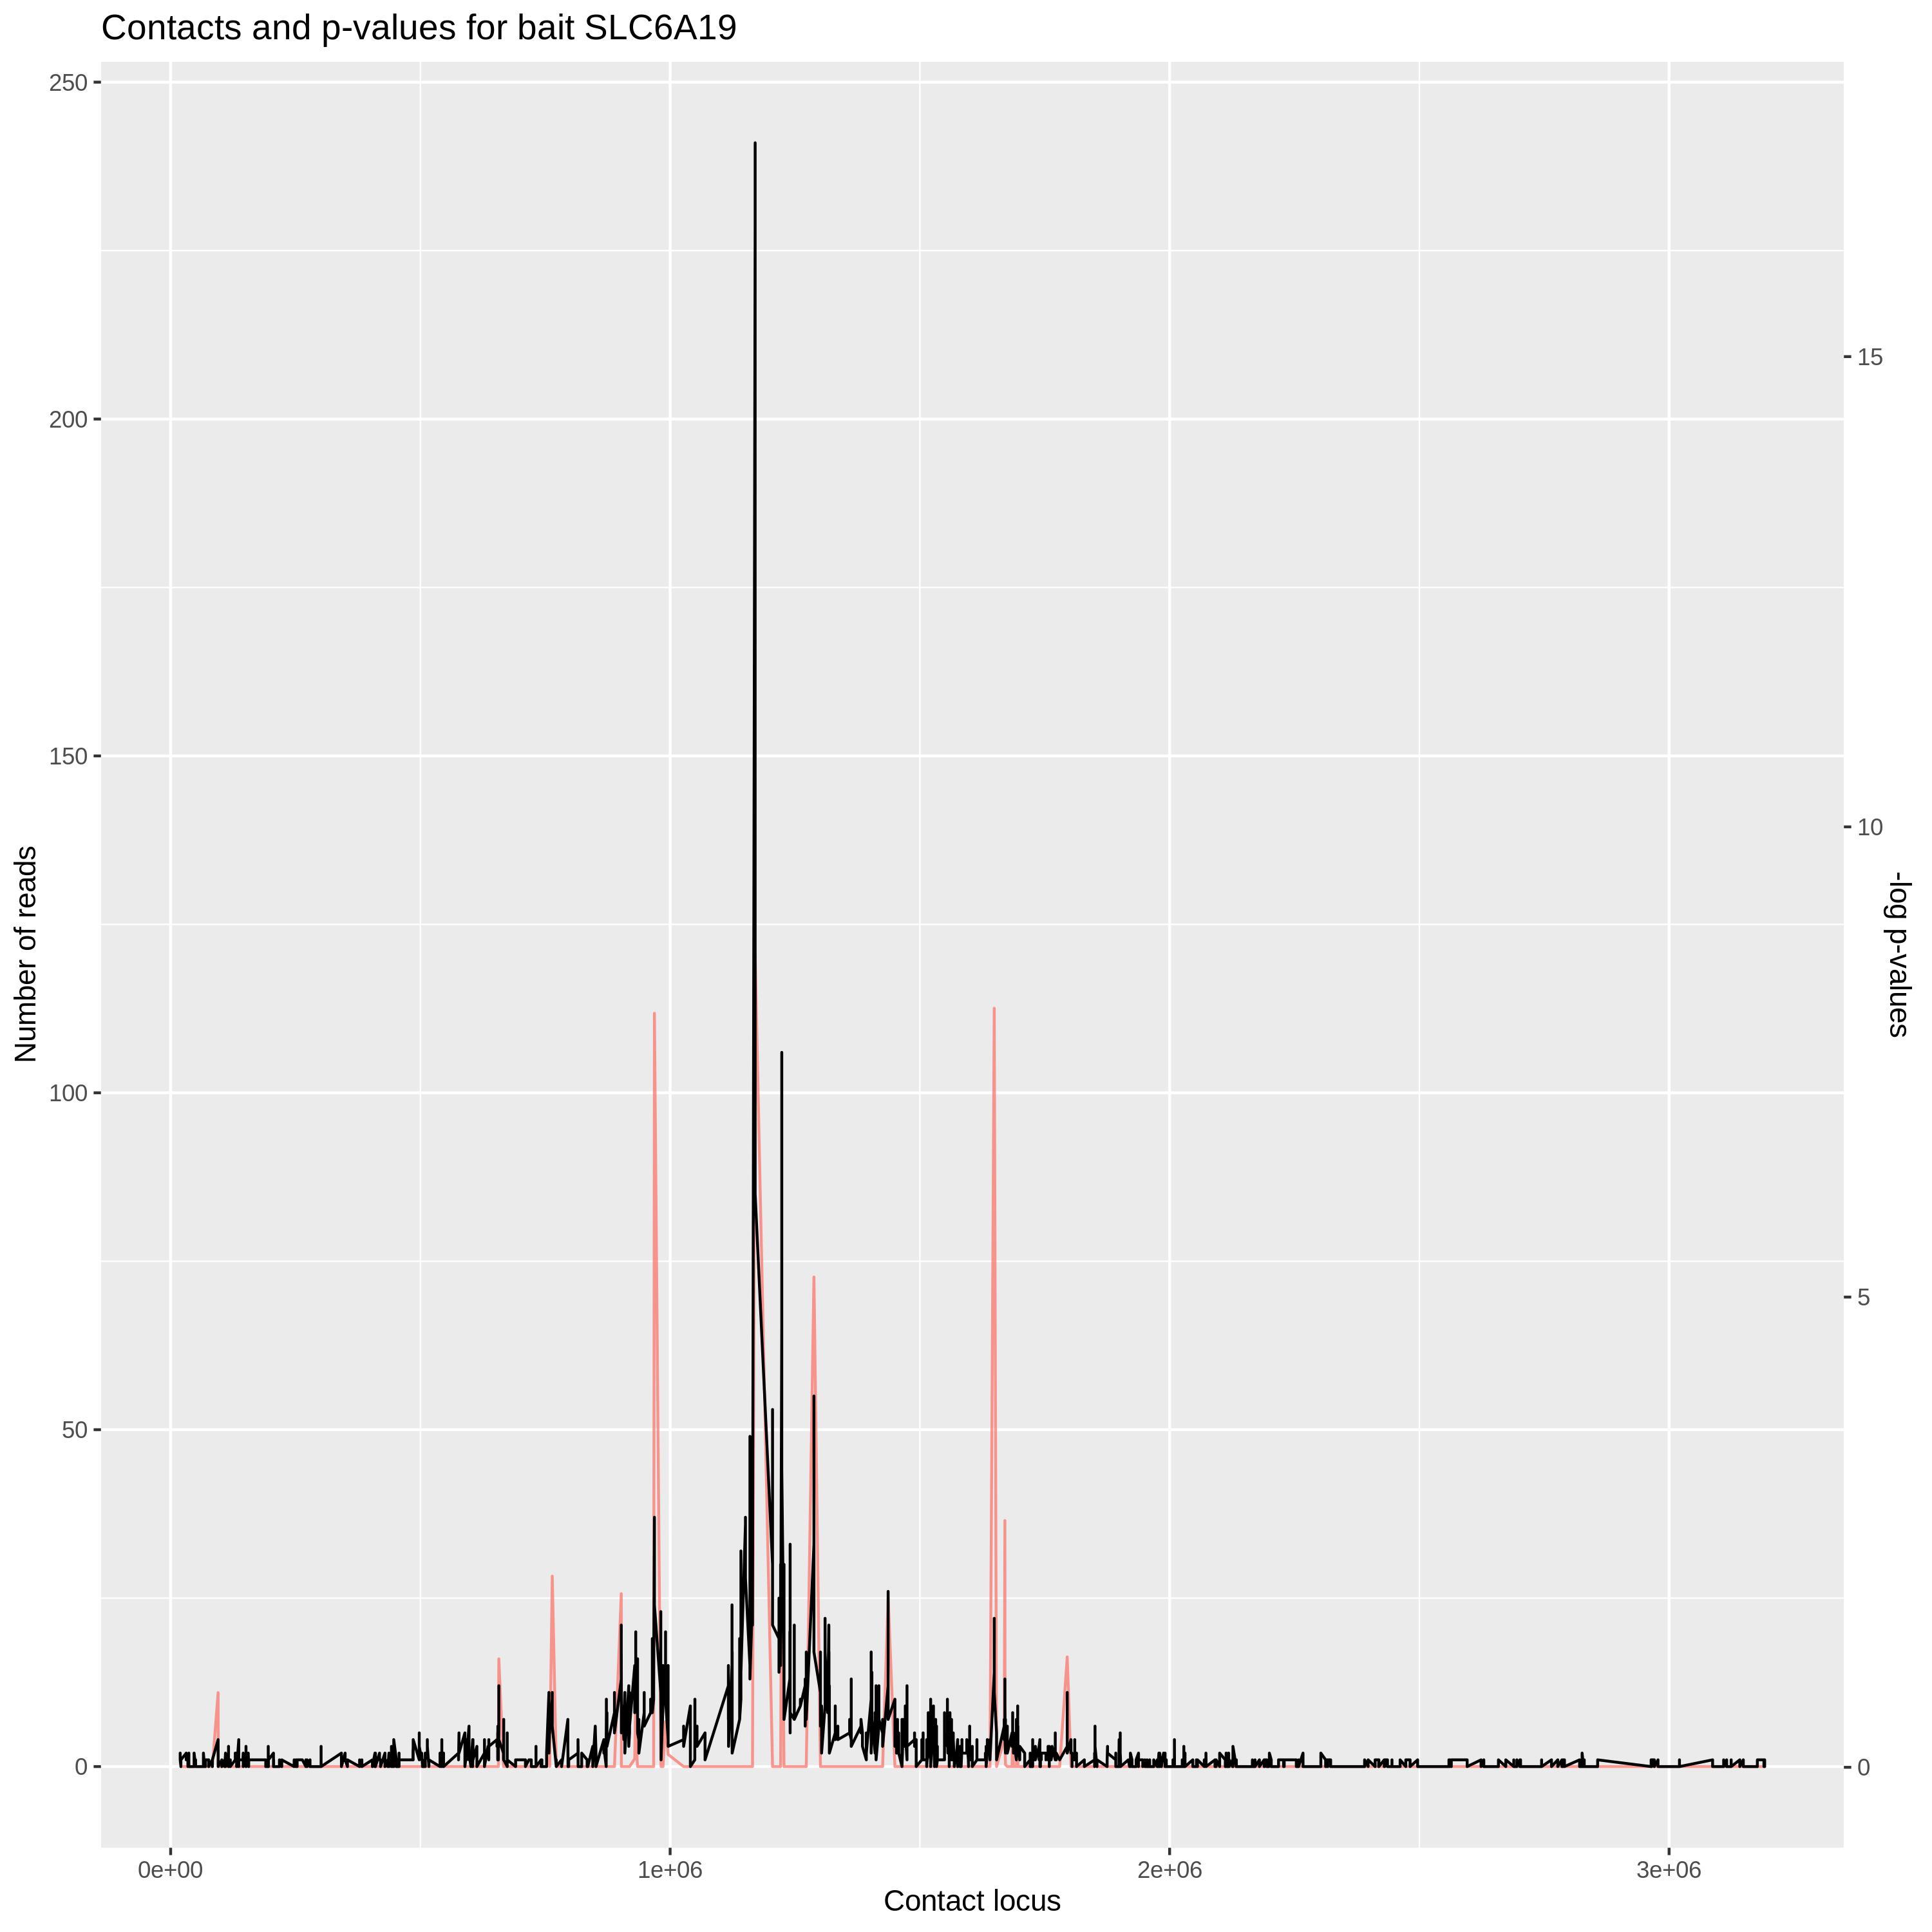 Contacts and p-values for bait SLC6A19
250
200
150
100
50
0
Number of reads
15
10
5
0
-log p-values
0e+00
1e+06
2e+06
3e+06
Contact locus